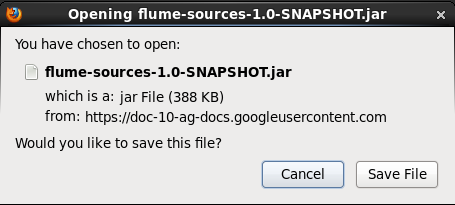 Opening flume-sources-1.0-SNAPSHOT.jar
You have chosen to open:
flume-sources-1.0-SNAPSHOT.jar
which is a: jar File (388 KB)
from: https://doc-10-ag-docs.googleusercontent.com
Would you like to save this file?
Cancel Save File